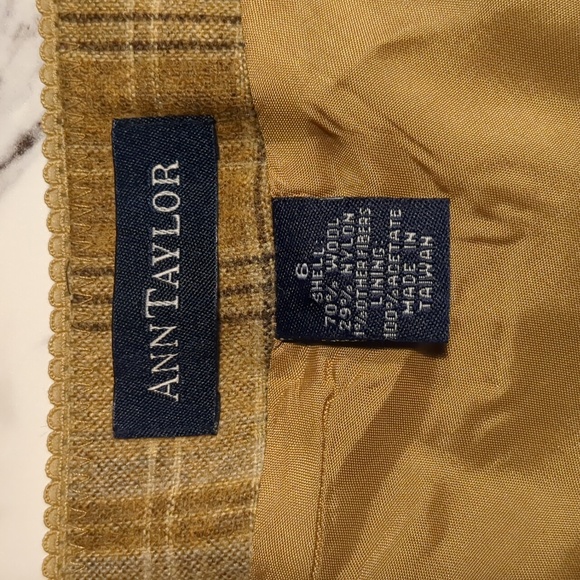 ANNTAYLOR
6
SHELL
70% WOOL
29% NYLON
1%OTHER FIBERS
LINING
100%ACETATE
MADE IN
TAIWAN